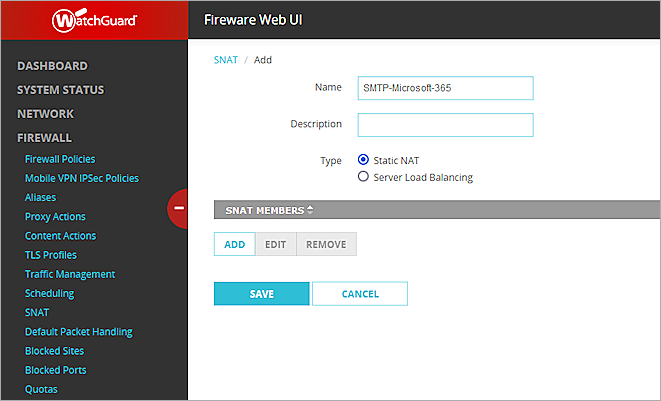 WatchGuard
Fireware Web UI
DASHBOARD
SYSTEM STATUS
NETWORK
FIREWALL
Firewall Policies
Mobile VPN IPSec Policies
Aliases
Proxy Actions
Content Actions
TLS Profiles
Traffic Management
Scheduling
SNAT
Default Packet Handling
Blocked Sites
Blocked Ports
Quotas
SNAT / Add
Name SMTP-Microsoft-365
Description
Type Static NAT
Server Load Balancing
SNAT MEMBERS
ADD EDIT REMOVE
SAVE CANCEL